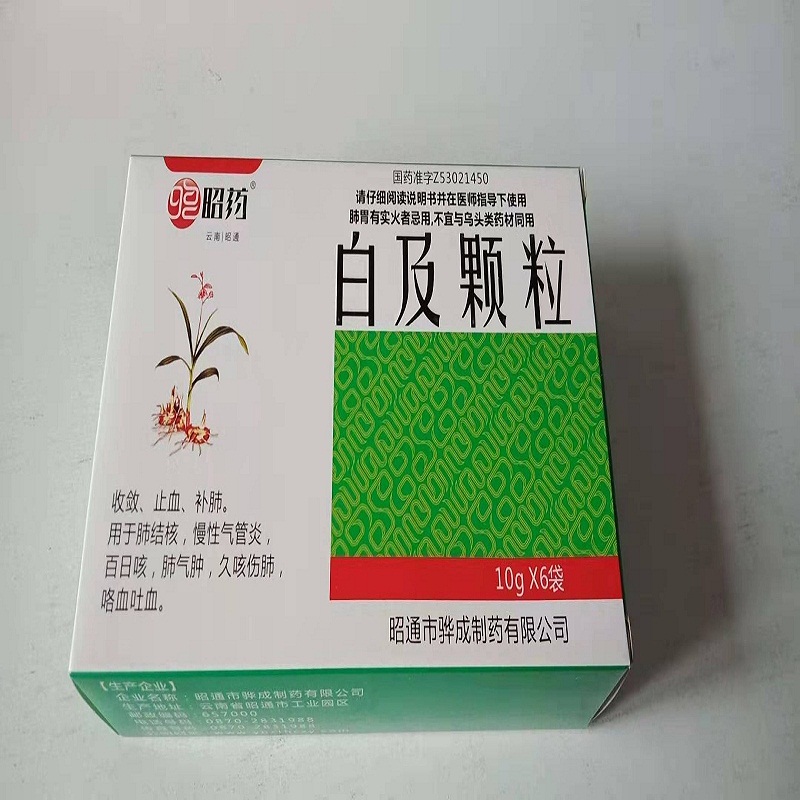 国药准字Z53021450
请仔细阅读说明书并在医师指导下使用
肺胃有实火者忌用,不宜与乌头类药材同用
昭药®
云南|昭通
白及颗粒
收敛、止血、补肺。
用于肺结核，慢性气管炎，
百日咳，肺气肿，久咳伤肺，
咯血吐血。
10g X6袋
昭通市骅成制药有限公司
【生产企业】
企业名称：昭通市骅成制药有限公司
生产地址：云南省昭通市工业园区
邮政编码：657000
电话号码：0870-2831988